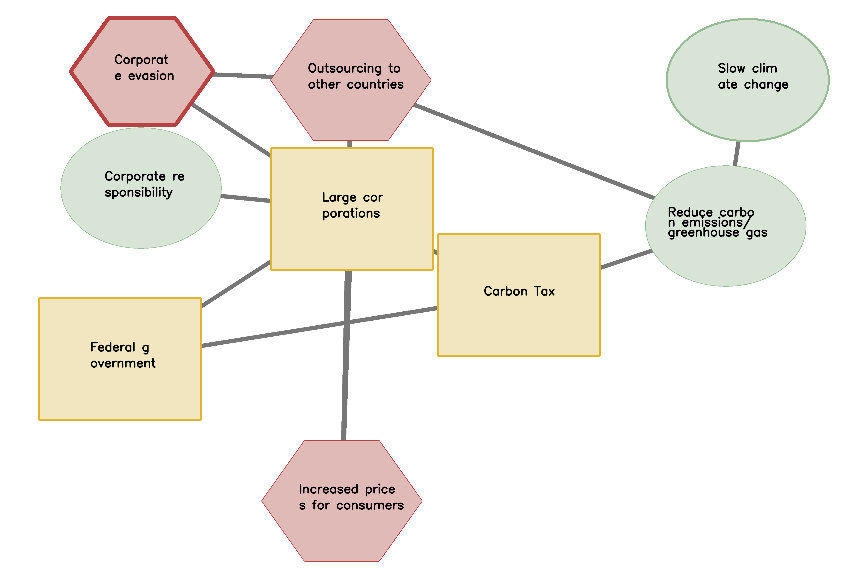 Corporat
e evasion
Outsourcing to
other countries
Slow clim
ate change
Corporate re
sponsibility
Large cor
porations
Reduce carbo
n emissions/
greenhouse gas
Carbon Tax
Federal g
overnment
Increased price
s for consumers